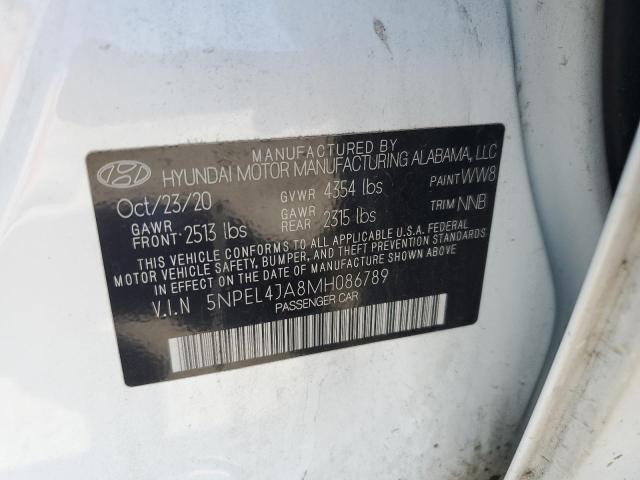 MANUFACTURED BY
HYUNDAI MOTOR MANUFACTURING ALABAMA, LLC
Oct/23/20 GVWR 4354 lbs PAINT WW8
GAWR FRONT: 2513 lbs GAWR REAR 2315 lbs TRIM NNB
THIS VEHICLE CONFORMS TO ALL APPLICABLE U.S.A. FEDERAL
MOTOR VEHICLE SAFETY, BUMPER, AND THEFT PREVENTION STANDARDS
IN EFFECT ON THE DATE OF MANUFACTURE SHOWN ABOVE.
V.I.N 5NPEL4JA8MH086789
PASSENGER CAR